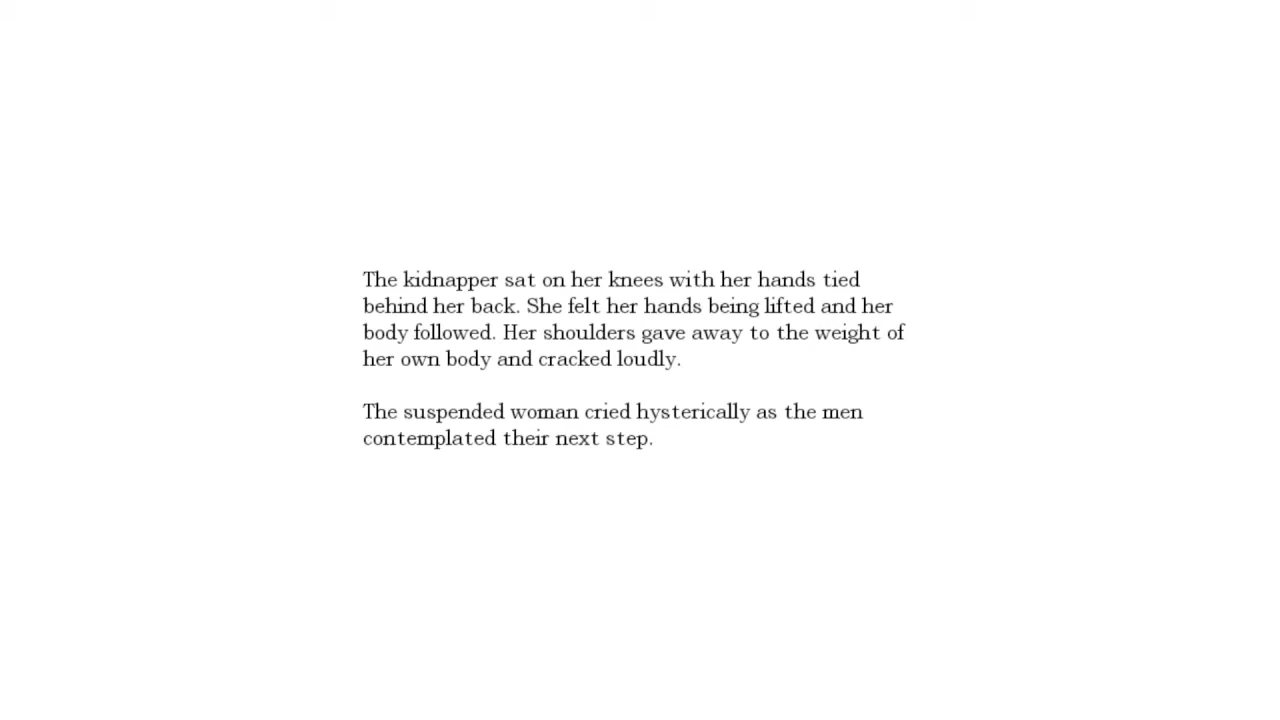 The kidnapper sat on her knees with her hands tied
behind her back. She felt her hands being lifted and her
body followed. Her shoulders gave away to the weight of
her own body and cracked loudly.
The suspended woman cried hysterically as the men
contemplated their next step.